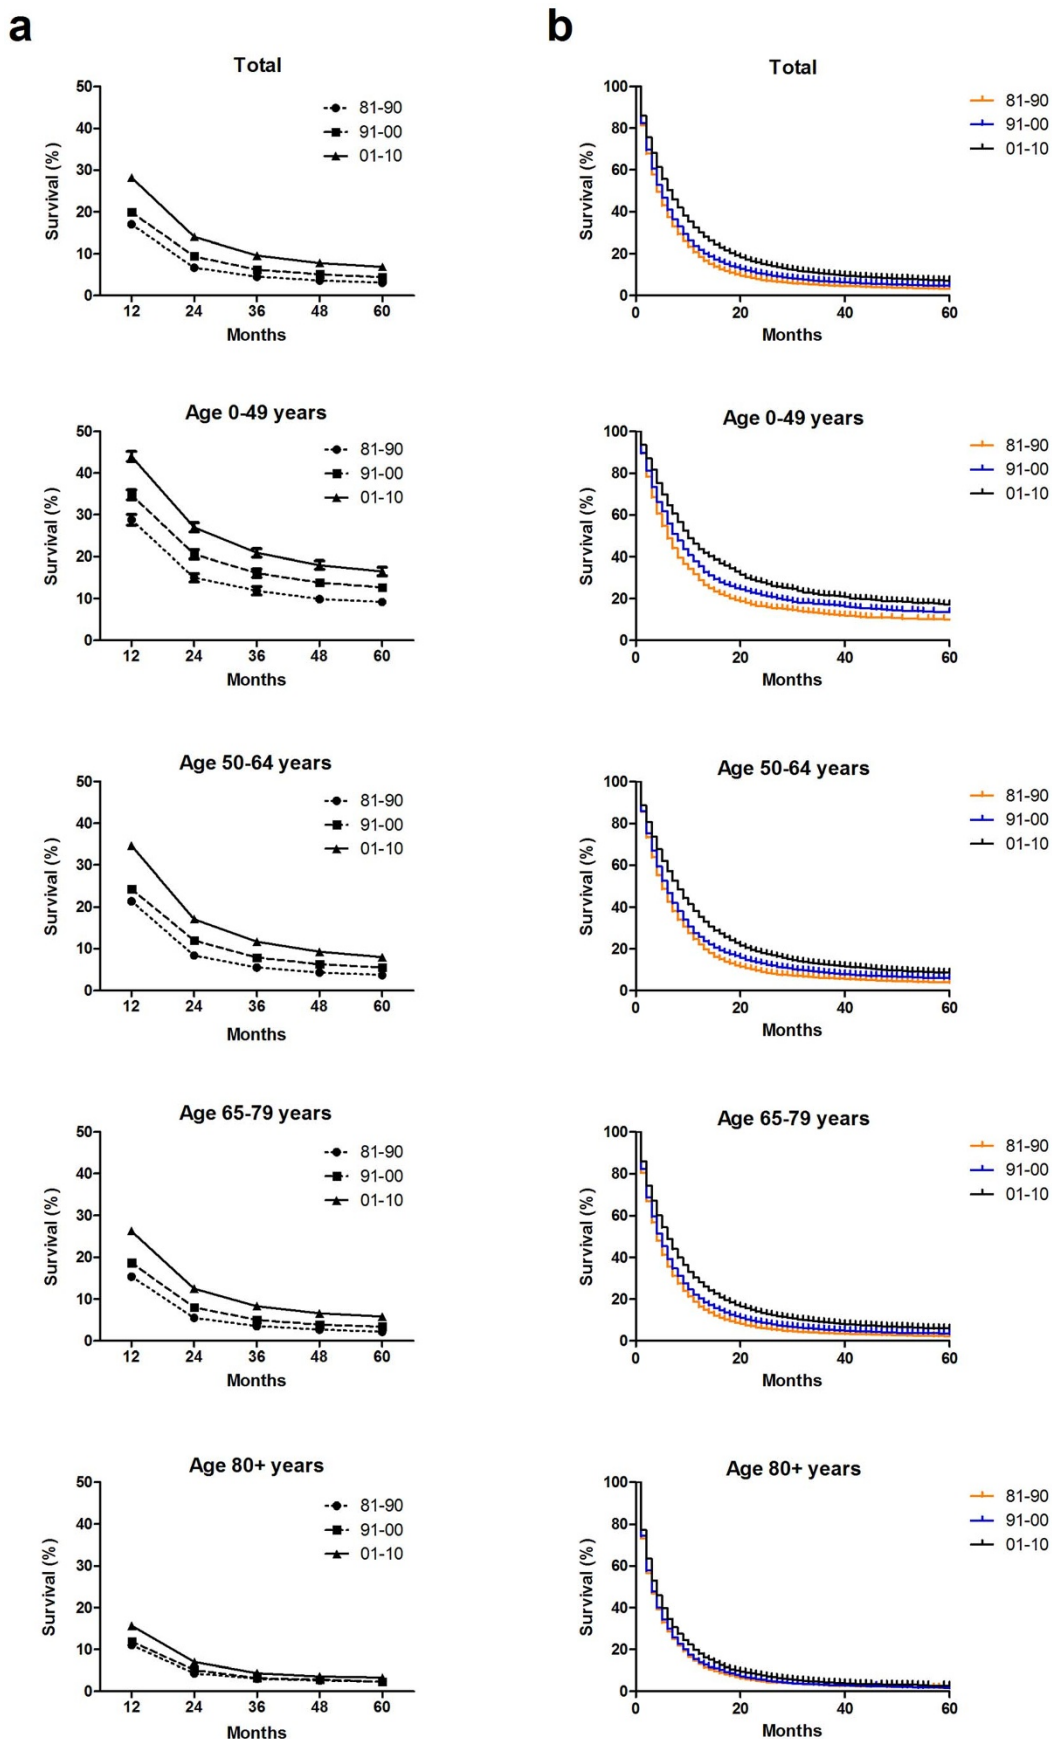 a
b
Total
50
40
30
20
10
0
Survival (%)
12 24 36 48 60
Months
81-90
91-00
01-10
Total
100
80
60
40
20
0
Survival (%)
0 20 40 60
Months
81-90
91-00
01-10
Age 0-49 years
50
40
30
20
10
0
Survival (%)
12 24 36 48 60
Months
81-90
91-00
01-10
Age 0-49 years
100
80
60
40
20
0
Survival (%)
0 20 40 60
Months
81-90
91-00
01-10
Age 50-64 years
50
40
30
20
10
0
Survival (%)
12 24 36 48 60
Months
81-90
91-00
01-10
Age 50-64 years
100
80
60
40
20
0
Survival (%)
0 20 40 60
Months
81-90
91-00
01-10
Age 65-79 years
50
40
30
20
10
0
Survival (%)
12 24 36 48 60
Months
81-90
91-00
01-10
Age 65-79 years
100
80
60
40
20
0
Survival (%)
0 20 40 60
Months
81-90
91-00
01-10
Age 80+ years
50
40
30
20
10
0
Survival (%)
12 24 36 48 60
Months
81-90
91-00
01-10
Age 80+ years
100
80
60
40
20
0
Survival (%)
0 20 40 60
Months
81-90
91-00
01-10